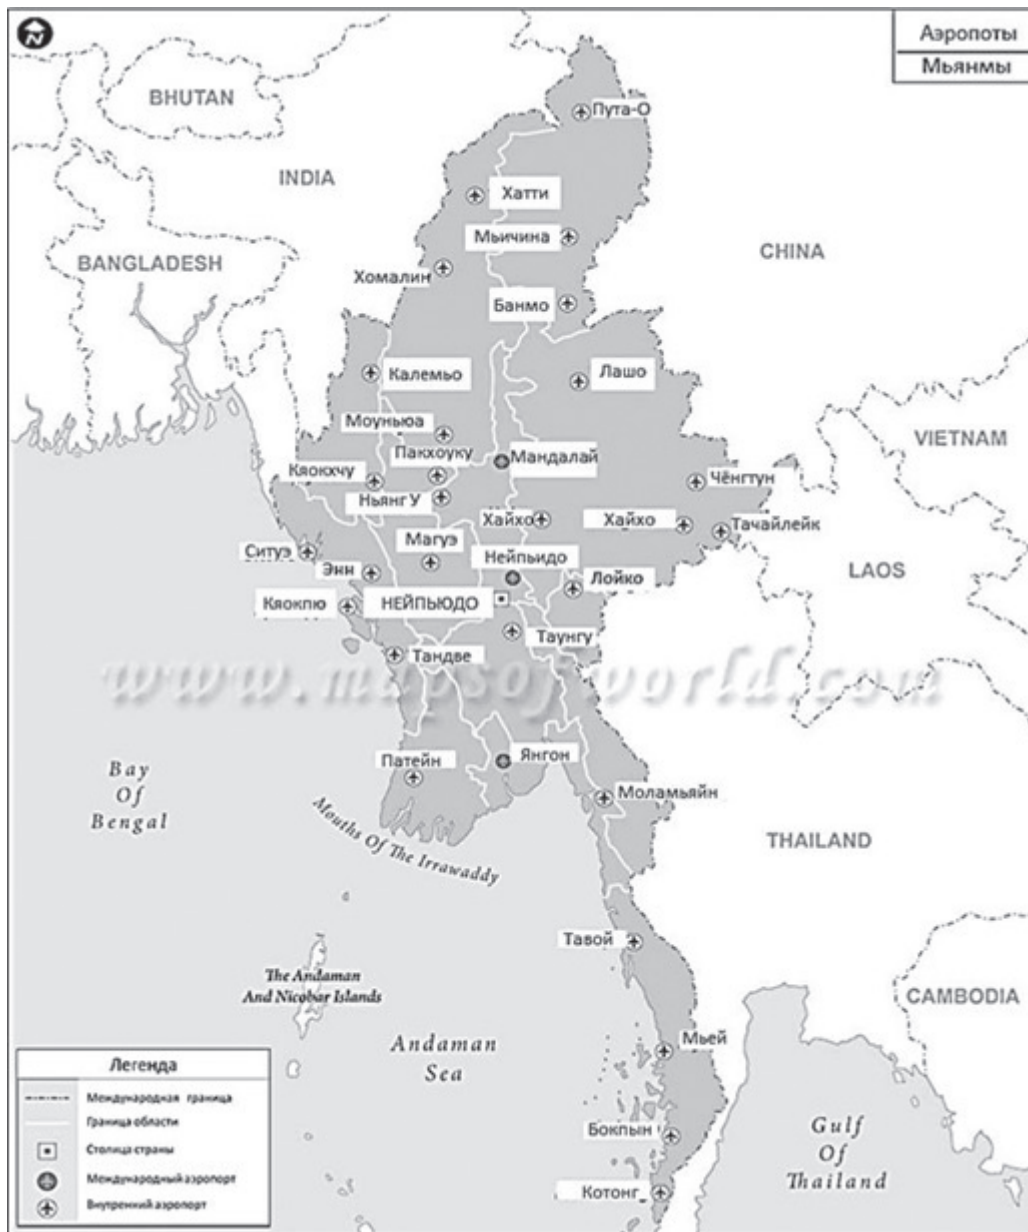 N
Аэропоты
Мьянмы
BHUTAN
Пута-О
INDIA
Хатти
Мьичина
CHINA
BANGLADESH
Хомалин
Банмо
Калемьо
Лашо
Моуньюа
VIETNAM
Пакхоуку
Мандалай
Кяокхчу
Чёнгтун
Ньянг У
Хайхо
Хайхо
Тачайлейк
Ситуэ
Магуэ
Нейпьидо
LAOS
Энн
Лойко
Кяокпю
НЕЙПЬЮДО
Таунгу
Тандве
www.mapsofworld.com
Янгон
Патейн
Bay
Of
Bengal
Моламьяйн
Mouths Of The Irrawaddy
THAILAND
Тавой
The Andaman
And Nicobar Islands
CAMBODIA
Andaman
Sea
Мьей
Бокпын
Gulf
Of
Thailand
Котонг
Легенда
Международная граница
Граница области
Столица страны
Международный аэропорт
Внутренний аэропорт